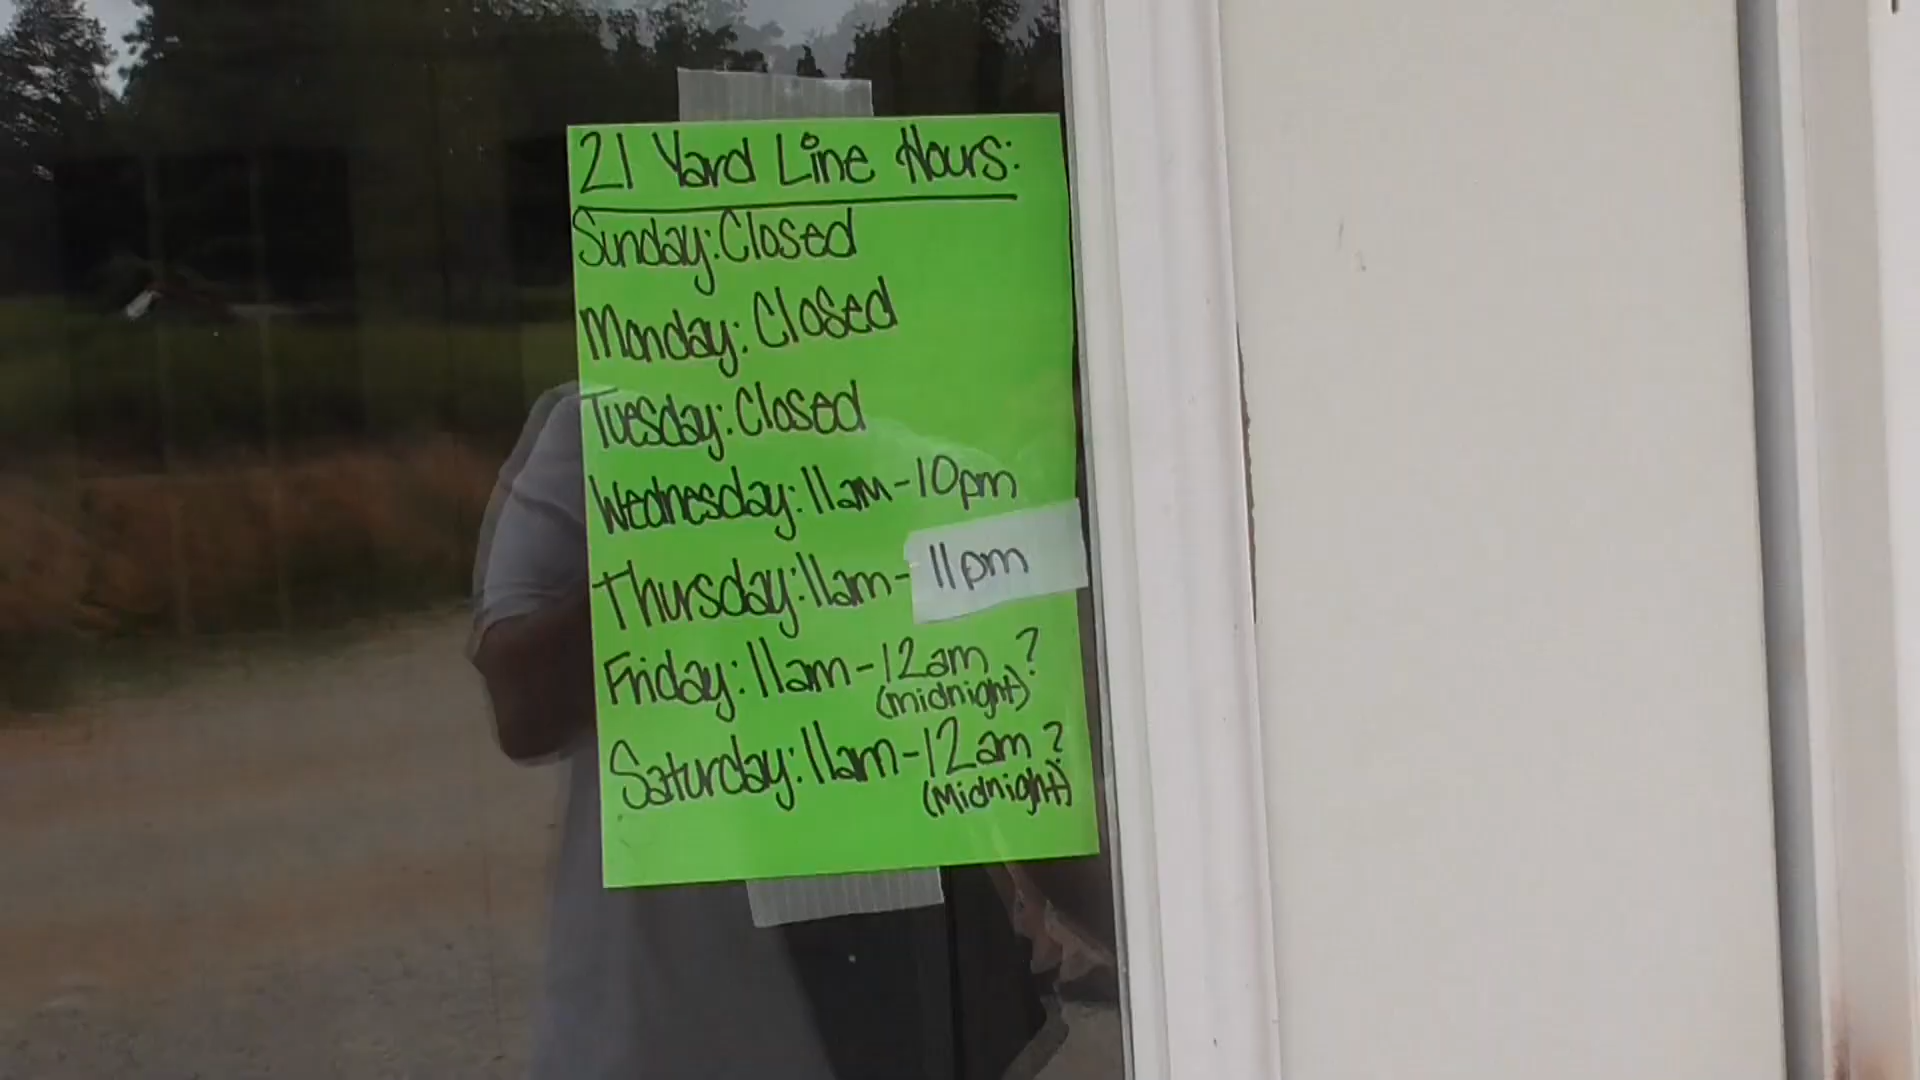 21 Yard Line Hours:
Sunday: Closed
Monday: Closed
Tuesday: Closed
Wednesday: 11am-10pm
Thursday: 11am-11pm
Friday: 11am-12am ?
(midnight)
Saturday: 11am-12am ?
(Midnight)